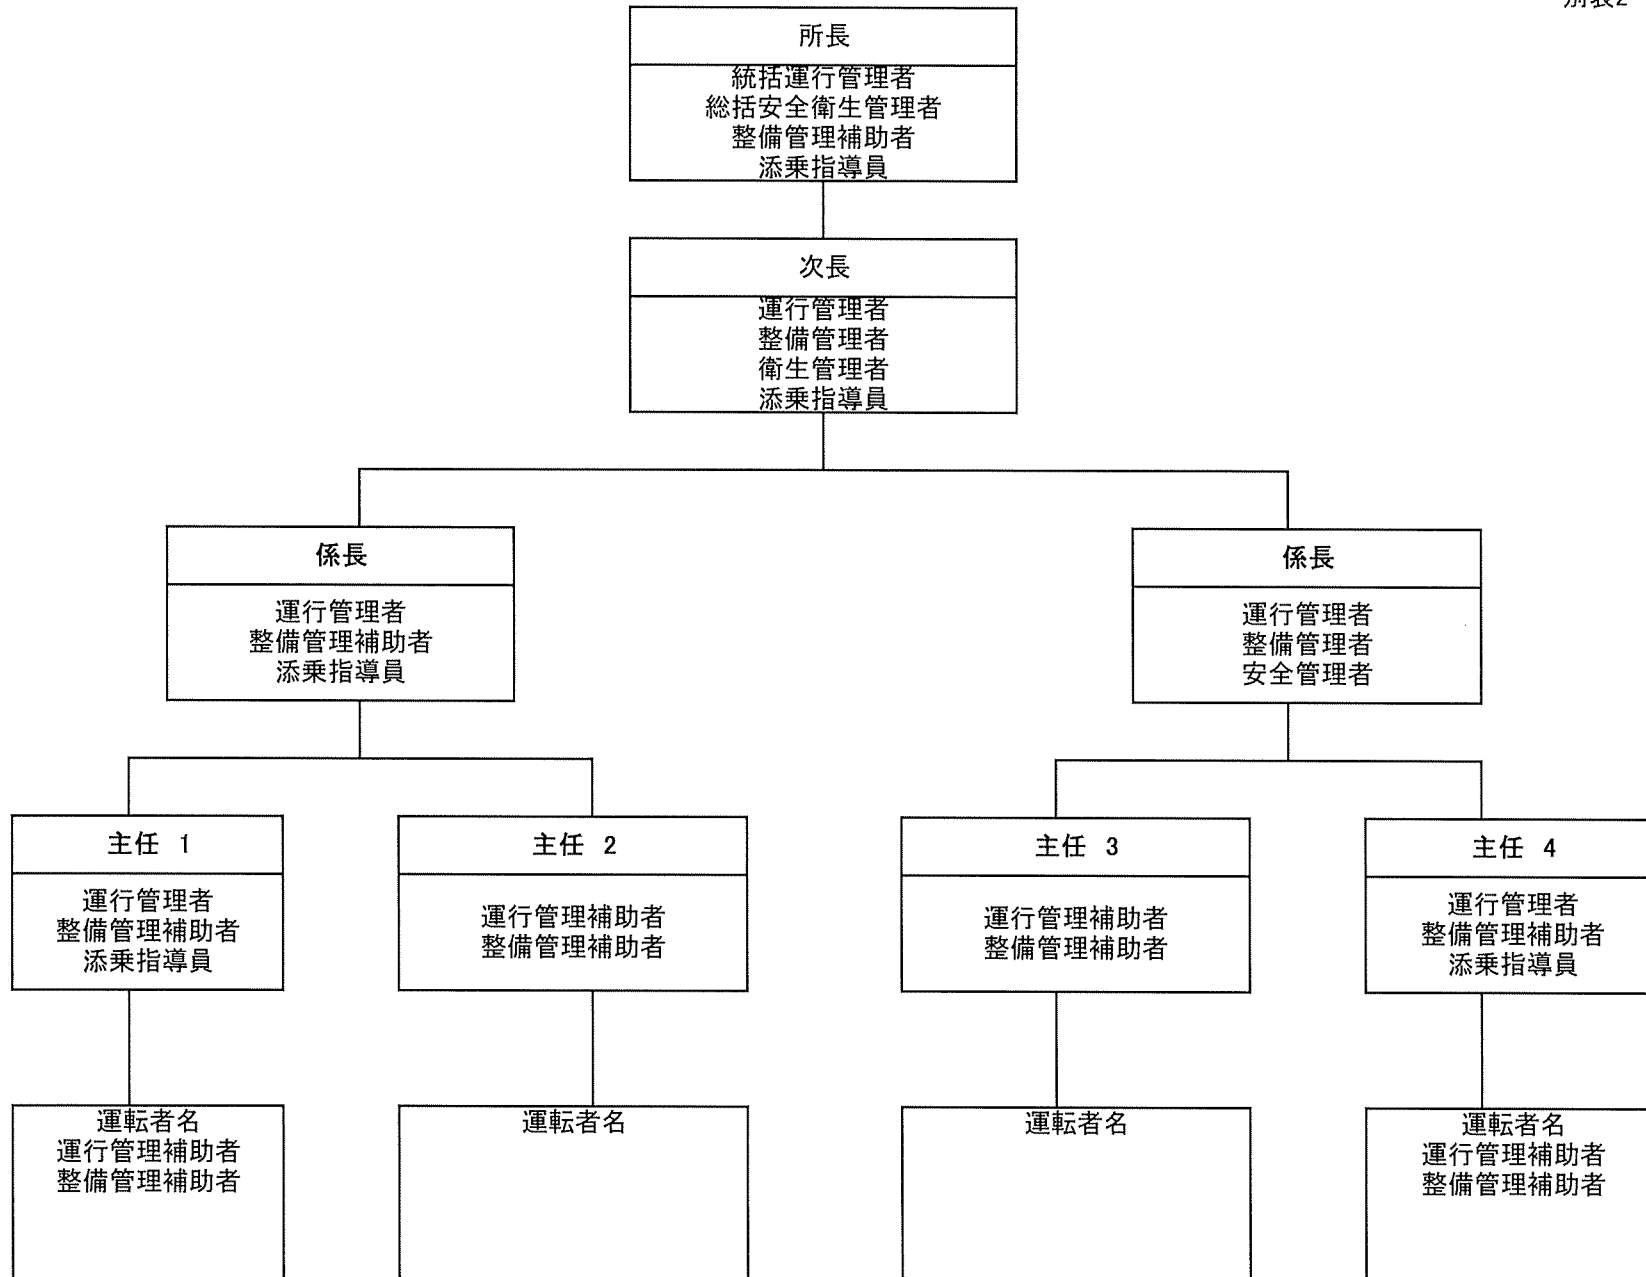 別表2
所長
統括運行管理者
総括安全衛生管理者
整備管理補助者
添乗指導員
次長
運行管理者
整備管理者
衛生管理者
添乗指導員
係長
運行管理者
整備管理補助者
添乗指導員
係長
運行管理者
整備管理者
安全管理者
主任 1
運行管理者
整備管理補助者
添乗指導員
主任 2
運行管理補助者
整備管理補助者
主任 3
運行管理補助者
整備管理補助者
主任 4
運行管理者
整備管理補助者
添乗指導員
運転者名
運行管理補助者
整備管理補助者
運転者名
運転者名
運転者名
運行管理補助者
整備管理補助者